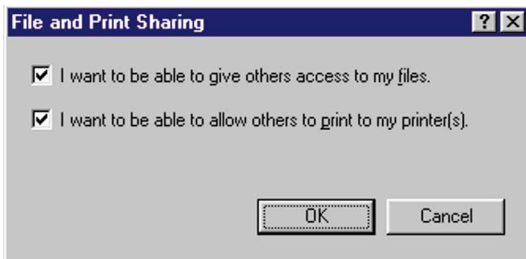 File and Print Sharing
I want to be able to give others access to my files.
I want to be able to allow others to print to my printer(s).
OK Cancel